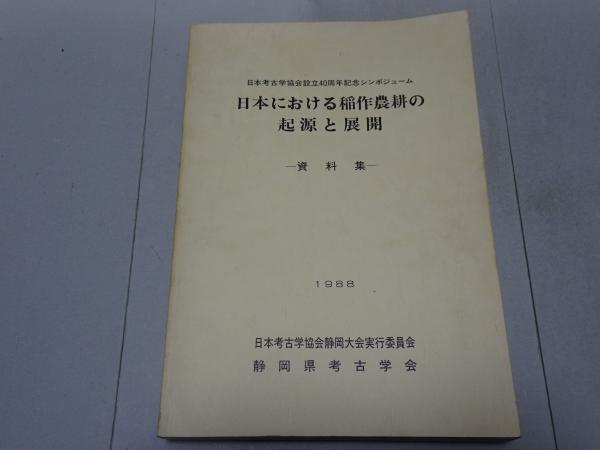 日本考古学協会設立40周年記念シンポジューム
日本における稲作農耕の
起源と展開
―資料集―
1988
日本考古学協会静岡大会実行委員会
静岡県考古学会